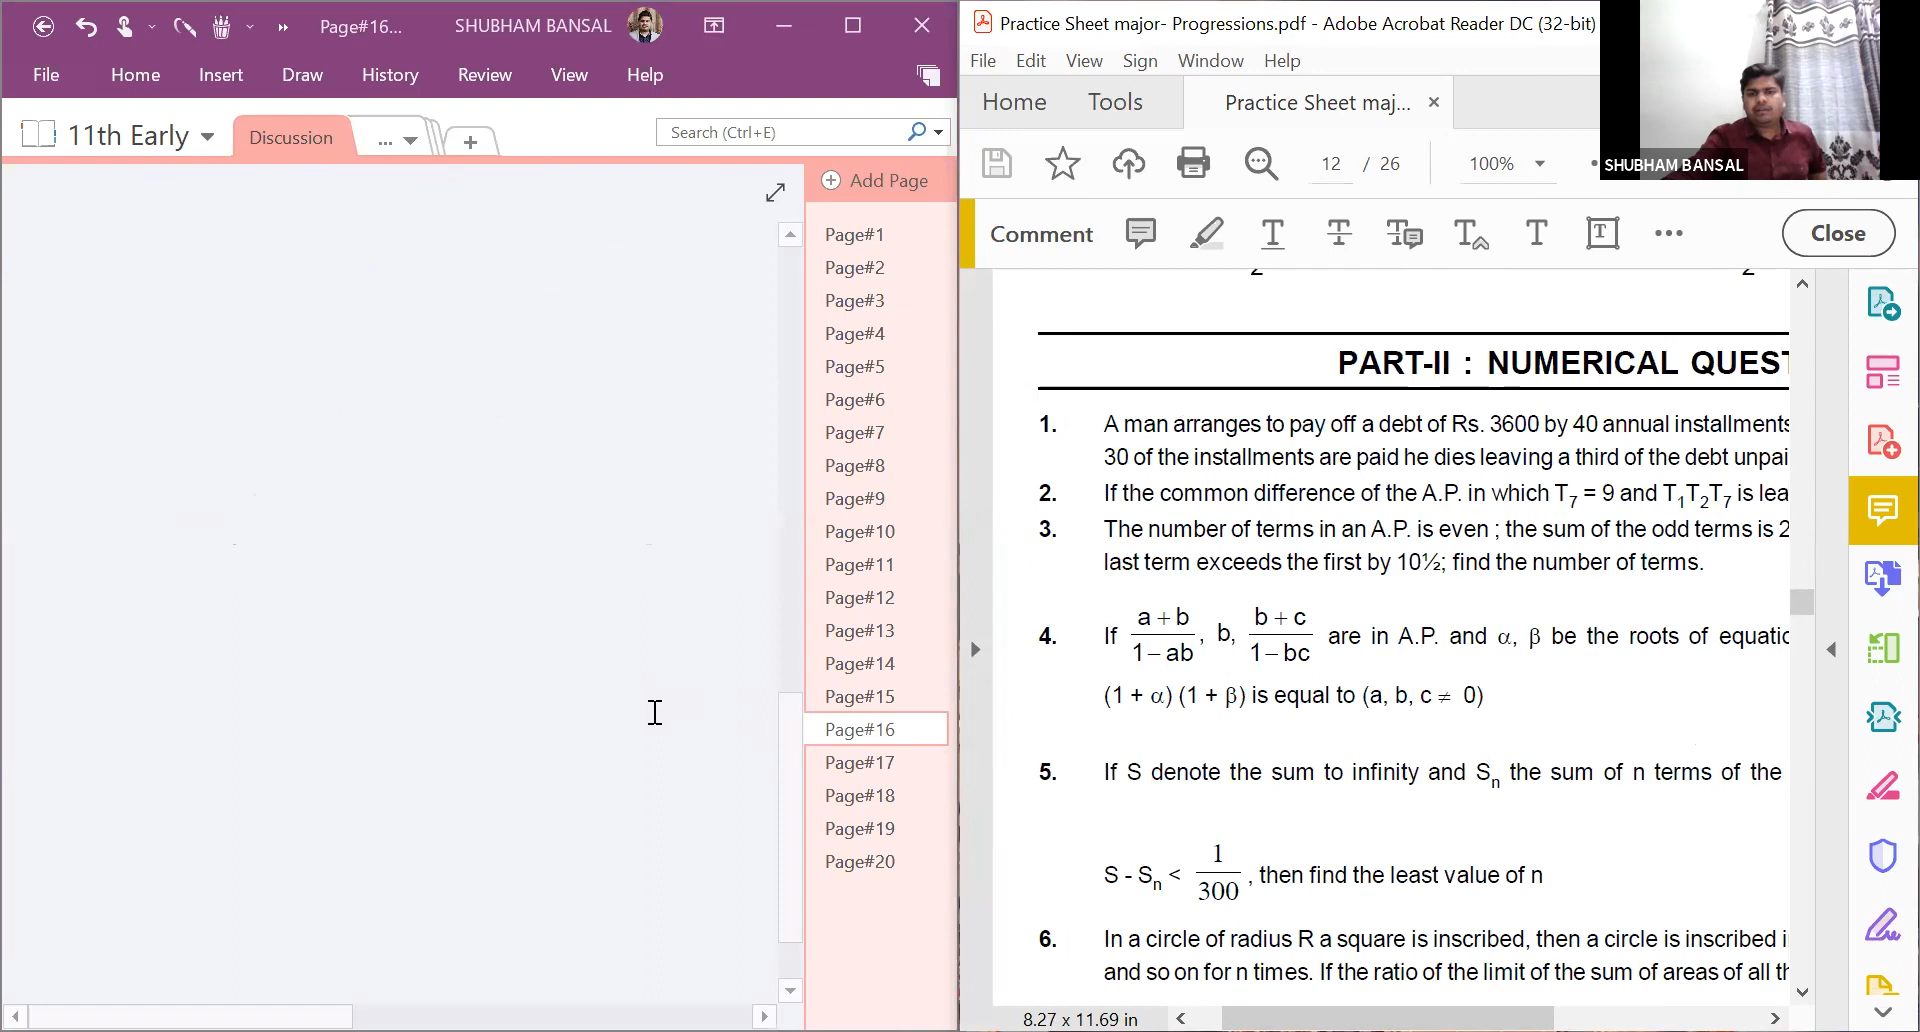 Page#16...
SHUBHAM BANSAL
File Home Insert Draw History Review View Help
11th Early
Discussion
...
Search (Ctrl+E)
Add Page
Page#1
Page#2
Page#3
Page#4
Page#5
Page#6
Page#7
Page#8
Page#9
Page#10
Page#11
Page#12
Page#13
Page#14
Page#15
Page#16
Page#17
Page#18
Page#19
Page#20
Practice Sheet major- Progressions.pdf - Adobe Acrobat Reader DC (32-bit)
File Edit View Sign Window Help
Home Tools Practice Sheet maj... ×
12 / 26 100%
SHUBHAM BANSAL
Comment
Close
PART-II : NUMERICAL QUEST
1. A man arranges to pay off a debt of Rs. 3600 by 40 annual installments
30 of the installments are paid he dies leaving a third of the debt unpai
2. If the common difference of the A.P. in which T₇ = 9 and T₁T₂T₇ is lea
3. The number of terms in an A.P. is even ; the sum of the odd terms is 2
last term exceeds the first by 10½; find the number of terms.
4. If (a + b)/(1 – ab), b, (b + c)/(1 – bc) are in A.P. and α, β be the roots of equatic
(1 + α) (1 + β) is equal to (a, b, c ≠ 0)
5. If S denote the sum to infinity and Sₙ the sum of n terms of the
S - Sₙ < 1/300 , then find the least value of n
6. In a circle of radius R a square is inscribed, then a circle is inscribed i
and so on for n times. If the ratio of the limit of the sum of areas of all th
8.27 x 11.69 in